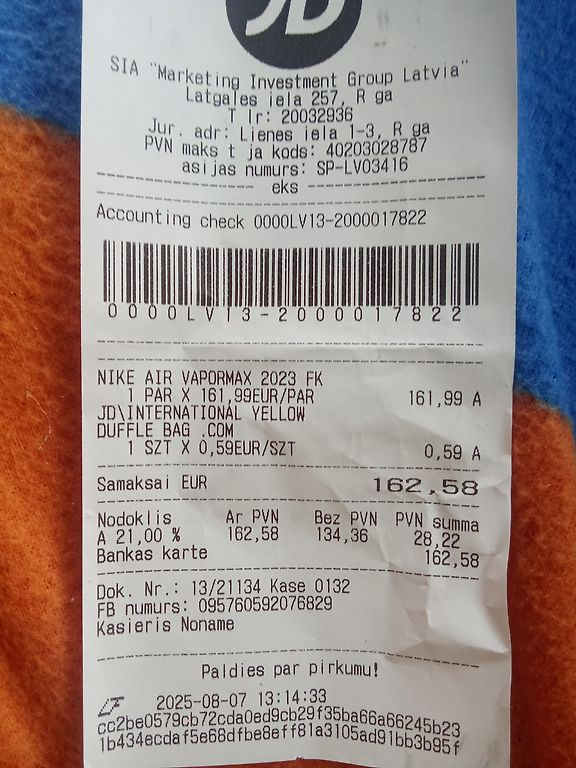 JD
SIA "Marketing Investment Group Latvia"
Latgales iela 257, R ga
T lr: 20032936
Jur. adr: Lienes iela 1-3, R ga
PVN maks t ja kods: 40203028787
asijas numurs: SP-LV03416
eks
Accounting check 0000LV13-2000017822
0000LV13-2000017822
NIKE AIR VAPORMAX 2023 FK
1 PAR X 161,99EUR/PAR 161,99 A
JD\INTERNATIONAL YELLOW
DUFFLE BAG .COM
1 SZT X 0,59EUR/SZT 0,59 A
Samaksai EUR 162,58
Nodoklis Ar PVN Bez PVN PVN summa
A 21,00 % 162,58 134,36 28,22
Bankas karte 162,58
Dok. Nr.: 13/21134 Kase 0132
FB numurs: 095760592076829
Kasieris Noname
Paldies par pirkumu!
LF 2025-08-07 13:14:33
cc2be0579cb72cda0ed9cb29f35ba66a66245b23
1b434ecdaf5e68dfbe8eff81a3105ad91bb3b95f